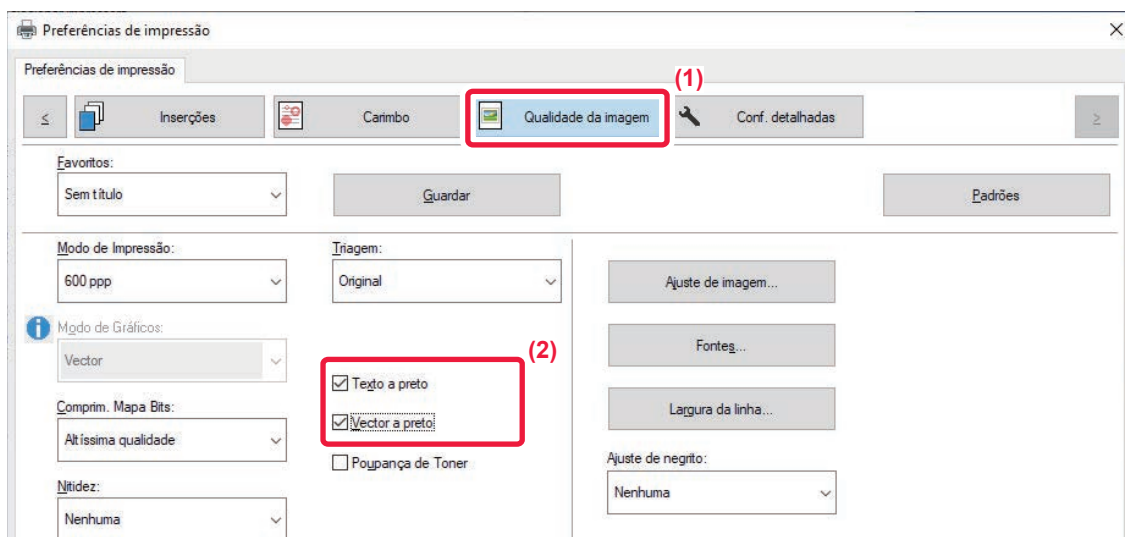 Preferências de impressão
Preferências de impressão
(1)
< Inserções Carimbo Qualidade da imagem Conf. detalhadas >
Favoritos:
Sem título Guardar Padrões
Modo de Impressão: Triagem:
600 ppp Original Ajuste de imagem...
Modo de Gráficos:
(2)
Vector Fontes...
Texto a preto
Comprim. Mapa Bits: Largura da linha...
Vector a preto
Altíssima qualidade
Poupança de Toner Ajuste de negrito:
Nitidez:
Nenhuma
Nenhuma